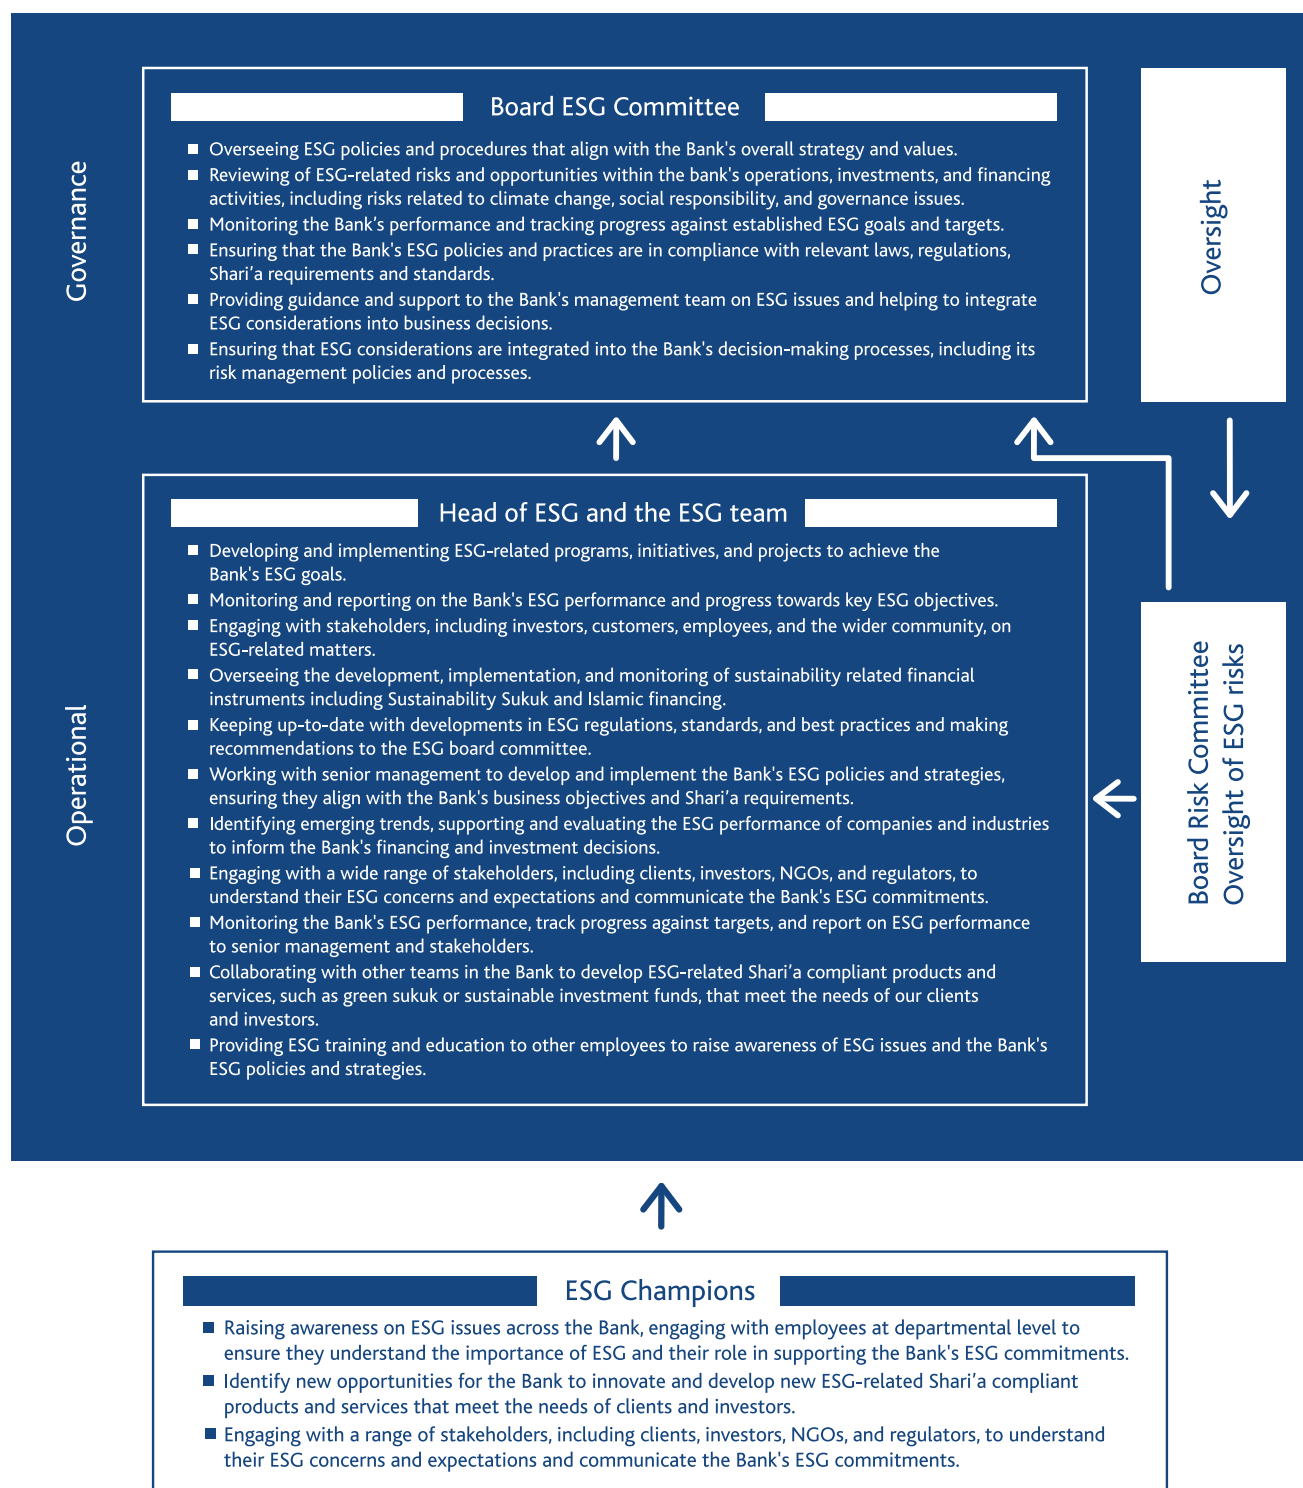 Governance
Board ESG Committee
Overseeing ESG policies and procedures that align with the Bank's overall strategy and values.
Reviewing of ESG-related risks and opportunities within the bank's operations, investments, and financing
activities, including risks related to climate change, social responsibility, and governance issues.
Monitoring the Bank's performance and tracking progress against established ESG goals and targets.
Ensuring that the Bank's ESG policies and practices are in compliance with relevant laws, regulations,
Shari'a requirements and standards.
Providing guidance and support to the Bank's management team on ESG issues and helping to integrate
ESG considerations into business decisions.
Ensuring that ESG considerations are integrated into the Bank's decision-making processes, including its
risk management policies and processes.
Oversight
Operational
Head of ESG and the ESG team
Developing and implementing ESG-related programs, initiatives, and projects to achieve the
Bank's ESG goals.
Monitoring and reporting on the Bank's ESG performance and progress towards key ESG objectives.
Engaging with stakeholders, including investors, customers, employees, and the wider community, on
ESG-related matters.
Overseeing the development, implementation, and monitoring of sustainability related financial
instruments including Sustainability Sukuk and Islamic financing.
Keeping up-to-date with developments in ESG regulations, standards, and best practices and making
recommendations to the ESG board committee.
Working with senior management to develop and implement the Bank's ESG policies and strategies,
ensuring they align with the Bank's business objectives and Shari'a requirements.
Identifying emerging trends, supporting and evaluating the ESG performance of companies and industries
to inform the Bank's financing and investment decisions.
Engaging with a wide range of stakeholders, including clients, investors, NGOs, and regulators, to
understand their ESG concerns and expectations and communicate the Bank's ESG commitments.
Monitoring the Bank's ESG performance, track progress against targets, and report on ESG performance
to senior management and stakeholders.
Collaborating with other teams in the Bank to develop ESG-related Shari'a compliant products and
services, such as green sukuk or sustainable investment funds, that meet the needs of our clients
and investors.
Providing ESG training and education to other employees to raise awareness of ESG issues and the Bank's
ESG policies and strategies.
Board Risk Committee
Oversight of ESG risks
ESG Champions
Raising awareness on ESG issues across the Bank, engaging with employees at departmental level to
ensure they understand the importance of ESG and their role in supporting the Bank's ESG commitments.
Identify new opportunities for the Bank to innovate and develop new ESG-related Shari'a compliant
products and services that meet the needs of clients and investors.
Engaging with a range of stakeholders, including clients, investors, NGOs, and regulators, to understand
their ESG concerns and expectations and communicate the Bank's ESG commitments.